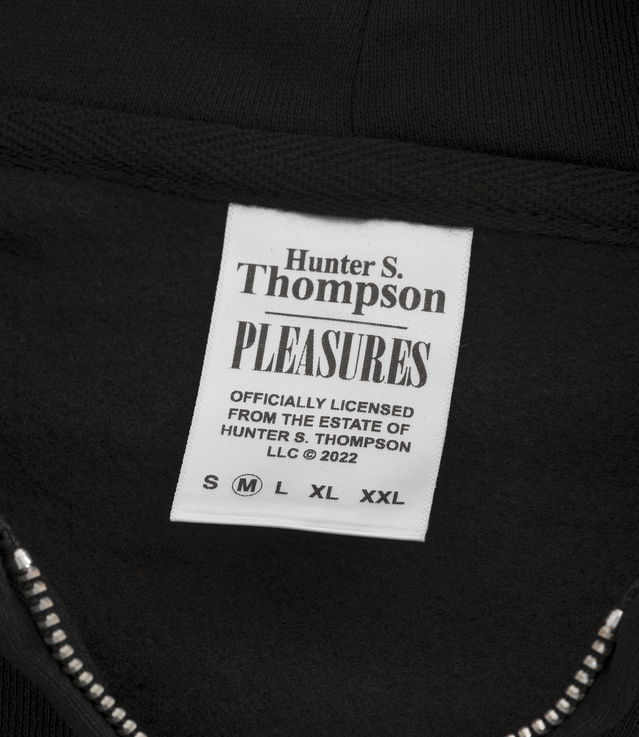 Hunter S.
Thompson
PLEASURES
OFFICIALLY LICENSED
FROM THE ESTATE OF
HUNTER S. THOMPSON
LLC © 2022
S M L XL XXL